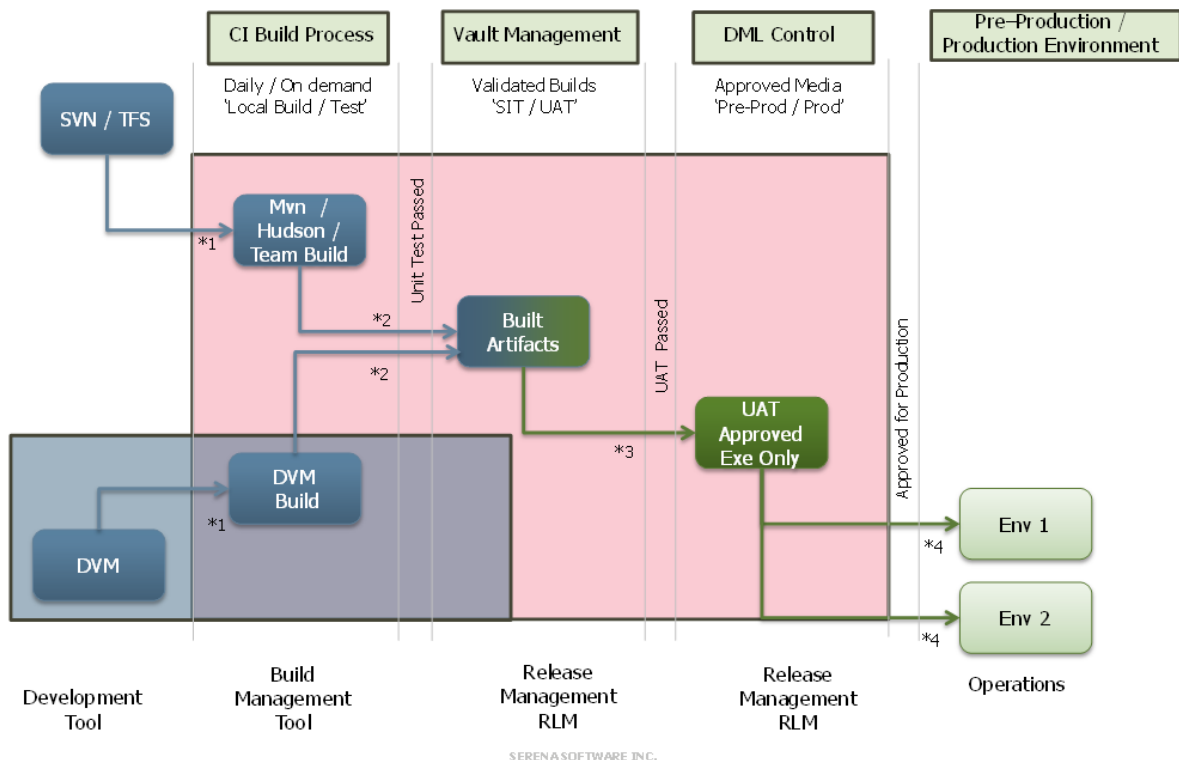 CI Build Process
Vault Management
DML Control
Pre-Production /
Production Environment
Daily / On demand
'Local Build / Test'
Validated Builds
'SIT / UAT'
Approved Media
'Pre-Prod / Prod'
SVN / TFS
*1
Mvn /
Hudson /
Team Build
Unit Test Passed
*2
*2
Built
Artifacts
UAT Passed
*3
UAT
Approved
Exe Only
Approved for Production
DVM
*1
DVM
Build
*4
Env 1
*4
Env 2
Development
Tool
Build
Management
Tool
Release
Management
RLM
Release
Management
RLM
Operations
SERENA SOFTWARE INC.